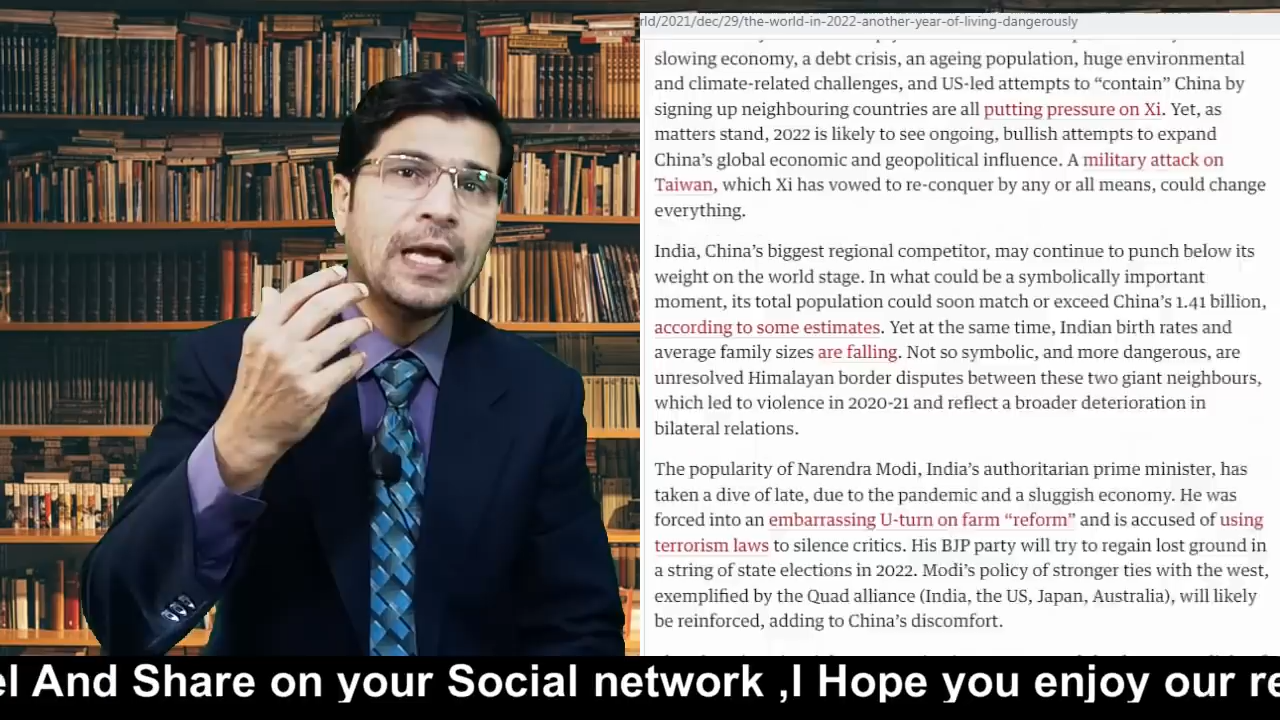 rld/2021/dec/29/the-world-in-2022-another-year-of-living-dangerously
slowing economy, a debt crisis, an ageing population, huge environmental
and climate-related challenges, and US-led attempts to “contain” China by
signing up neighbouring countries are all putting pressure on Xi. Yet, as
matters stand, 2022 is likely to see ongoing, bullish attempts to expand
China’s global economic and geopolitical influence. A military attack on
Taiwan, which Xi has vowed to re-conquer by any or all means, could change
everything.
India, China’s biggest regional competitor, may continue to punch below its
weight on the world stage. In what could be a symbolically important
moment, its total population could soon match or exceed China’s 1.41 billion,
according to some estimates. Yet at the same time, Indian birth rates and
average family sizes are falling. Not so symbolic, and more dangerous, are
unresolved Himalayan border disputes between these two giant neighbours,
which led to violence in 2020-21 and reflect a broader deterioration in
bilateral relations.
The popularity of Narendra Modi, India’s authoritarian prime minister, has
taken a dive of late, due to the pandemic and a sluggish economy. He was
forced into an embarrassing U-turn on farm “reform” and is accused of using
terrorism laws to silence critics. His BJP party will try to regain lost ground in
a string of state elections in 2022. Modi’s policy of stronger ties with the west,
exemplified by the Quad alliance (India, the US, Japan, Australia), will likely
be reinforced, adding to China’s discomfort.
el And Share on your Social network ,I Hope you enjoy our re